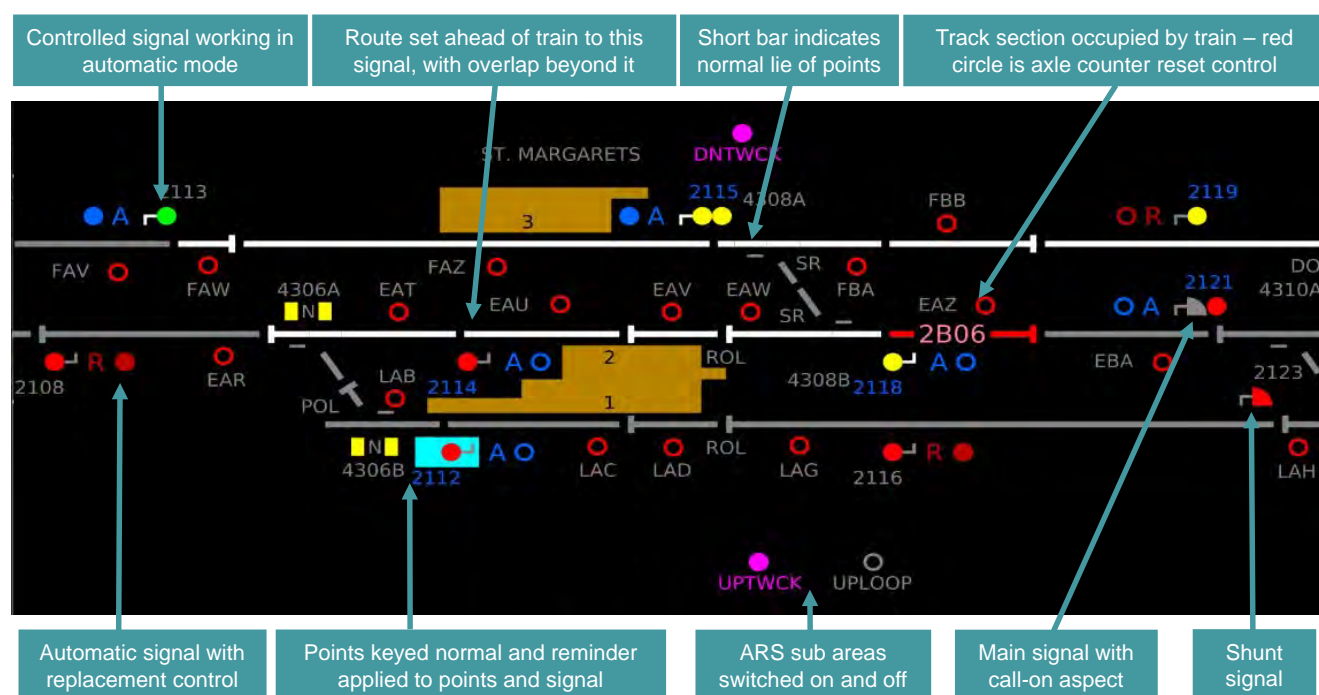 Controlled signal working in
automatic mode
Route set ahead of train to this
signal, with overlap beyond it
Short bar indicates
normal lie of points
Track section occupied by train – red
circle is axle counter reset control
ST. MARGARETS
DNTWCK
2113
2115
4308A
FBB
2119
A
3
A
R
FAV
FAW
FAZ
SR
FBA
DO
4306A
EAT
EAU
EAV
EAW
EAZ
2121
4310A
N
A
SR
2B06
2108
R
EAR
LAB
2114
A
2
ROL
4308B
2118
A
EBA
2123
POL
1
N
A
ROL
R
4306B
2112
LAC
LAD
LAG
2116
LAH
UPTWCK
UPLOOP
Automatic signal with
replacement control
Points keyed normal and reminder
applied to points and signal
ARS sub areas
switched on and off
Main signal with
call-on aspect
Shunt
signal